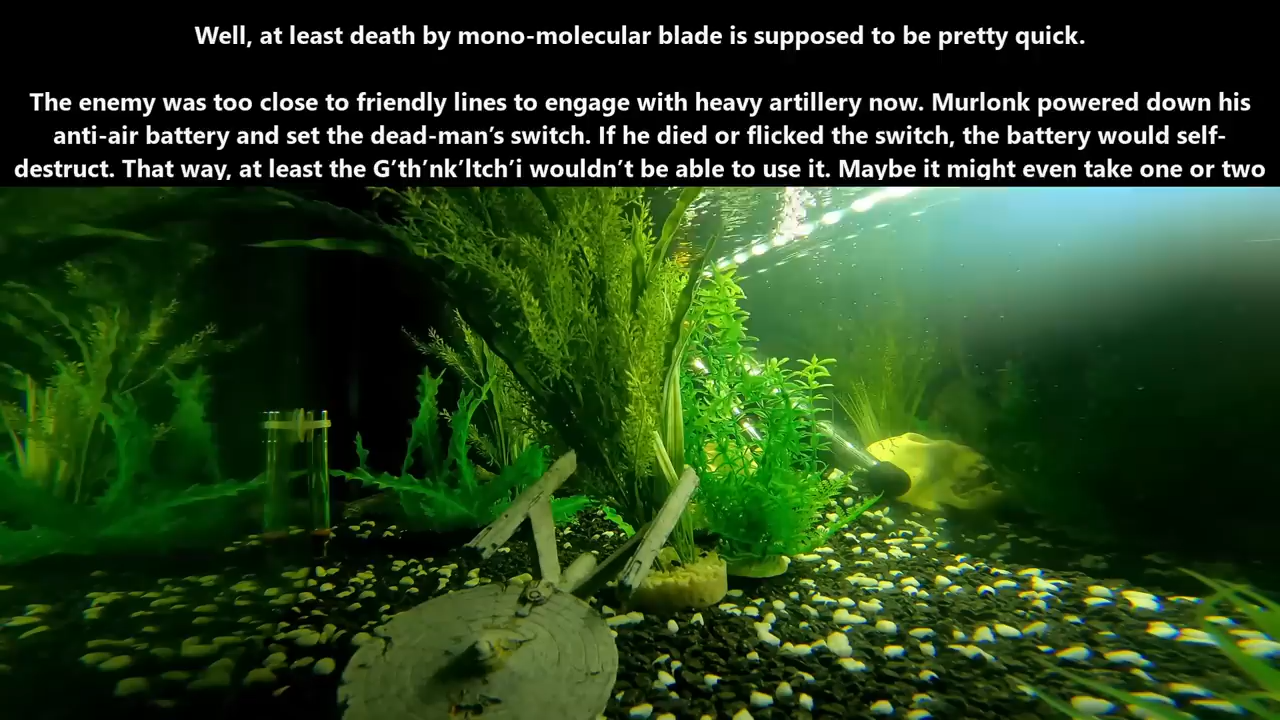 Well, at least death by mono-molecular blade is supposed to be pretty quick.
The enemy was too close to friendly lines to engage with heavy artillery now. Murlonk powered down his
anti-air battery and set the dead-man’s switch. If he died or flicked the switch, the battery would self-
destruct. That way, at least the G’th’nk’ltch’i wouldn’t be able to use it. Maybe it might even take one or two